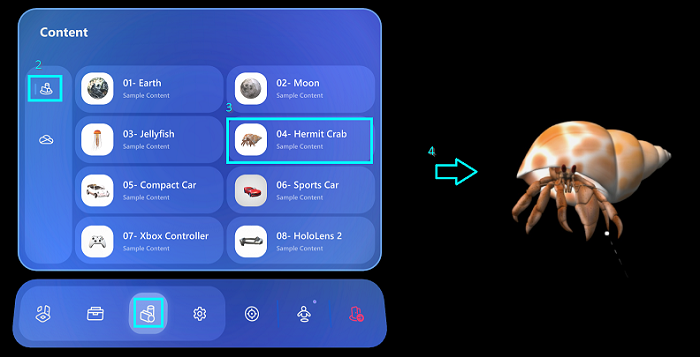 Content
2
01- Earth
Sample Content
02- Moon
Sample Content
3
03- Jellyfish
Sample Content
04- Hermit Crab
Sample Content
4
05- Compact Car
Sample Content
06- Sports Car
Sample Content
07- Xbox Controller
Sample Content
08- HoloLens 2
Sample Content